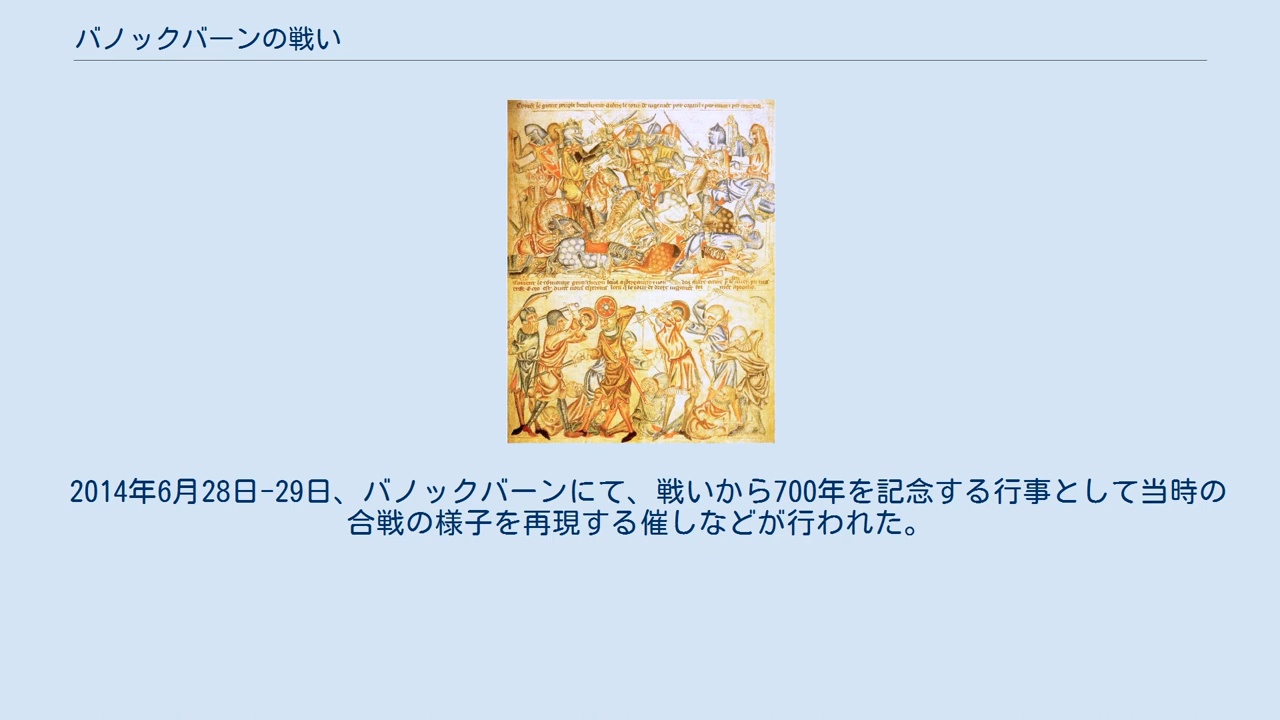 バノックバーンの戦い
2014年6月28日-29日、バノックバーンにて、戦いから700年を記念する行事として当時の
合戦の様子を再現する催しなどが行われた。